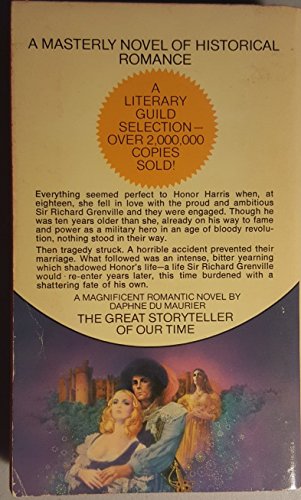 A MASTERLY NOVEL OF HISTORICAL
ROMANCE
A
LITERARY
GUILD
SELECTION—
OVER 2,000,000
COPIES
SOLD!
Everything seemed perfect to Honor Harris when, at
eighteen, she fell in love with the proud and ambitious
Sir Richard Grenville and they were engaged. Though he
was ten years older than she, already on his way to fame
and power as a military hero in an age of bloody revolu-
tion, nothing stood in their way.
Then tragedy struck. A horrible accident prevented their
marriage. What followed was an intense, bitter yearning
which shadowed Honor's life—a life Sir Richard Grenville
would re-enter years later, this time burdened with a
shattering fate of his own.
A MAGNIFICENT ROMANTIC NOVEL BY
DAPHNE DU MAURIER
THE GREAT STORYTELLER
OF OUR TIME